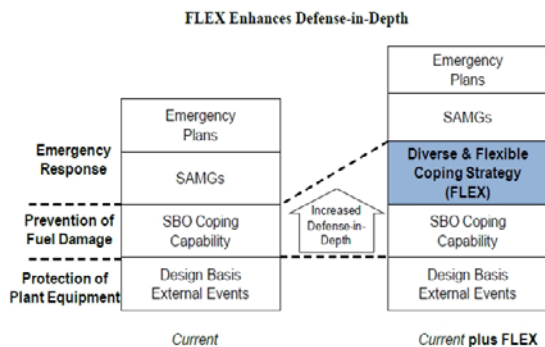 FLEX Enhances Defense-in-Depth
Emergency
Response
Prevention of
Fuel Damage
Protection of
Plant Equipment
Emergency
Plans
SAMGs
SBO Coping
Capability
Design Basis
External Events
Current
Increased
Defense-in-
Depth
Emergency
Plans
SAMGs
Diverse & Flexible
Coping Strategy
(FLEX)
SBO Coping
Capability
Design Basis
External Events
Current plus FLEX